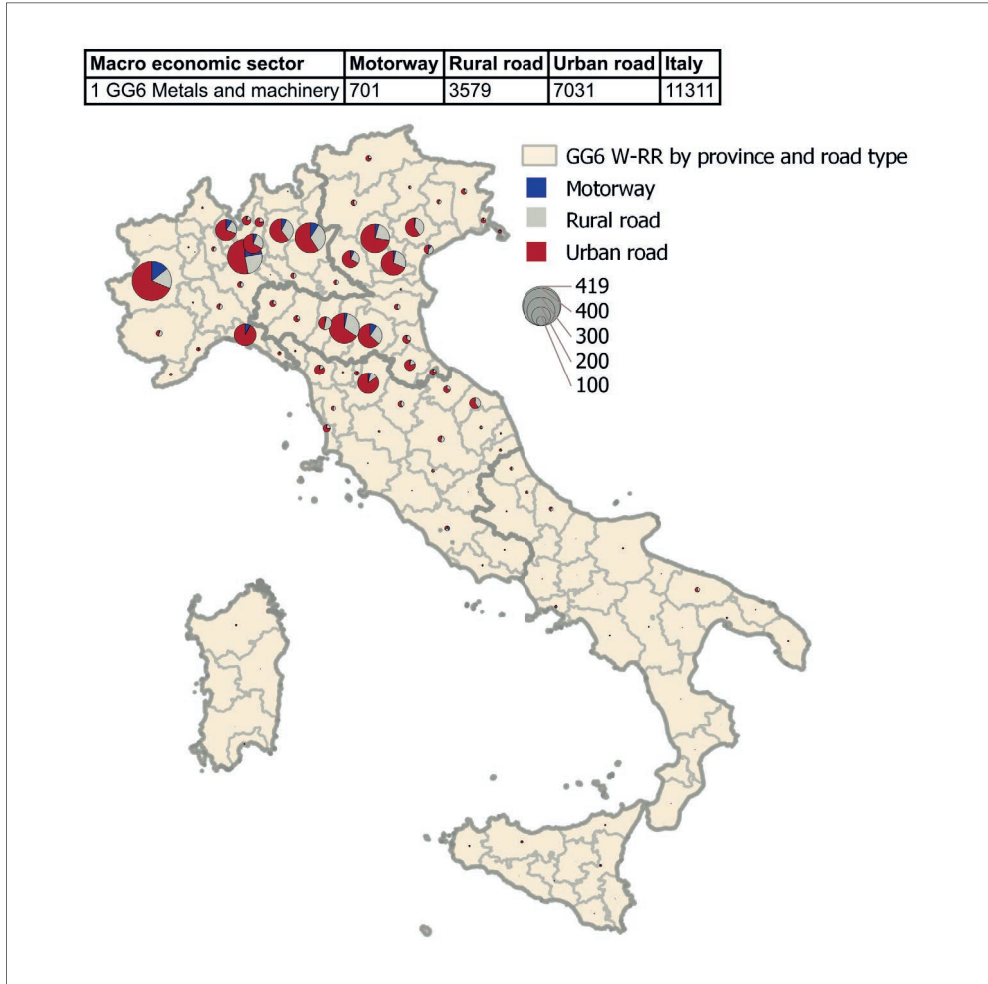 Macro economic sector Motorway Rural road Urban road Italy
1 GG6 Metals and machinery 701 3579 7031 11311
GG6 W-RR by province and road type
Motorway
Rural road
Urban road
419
400
300
200
100